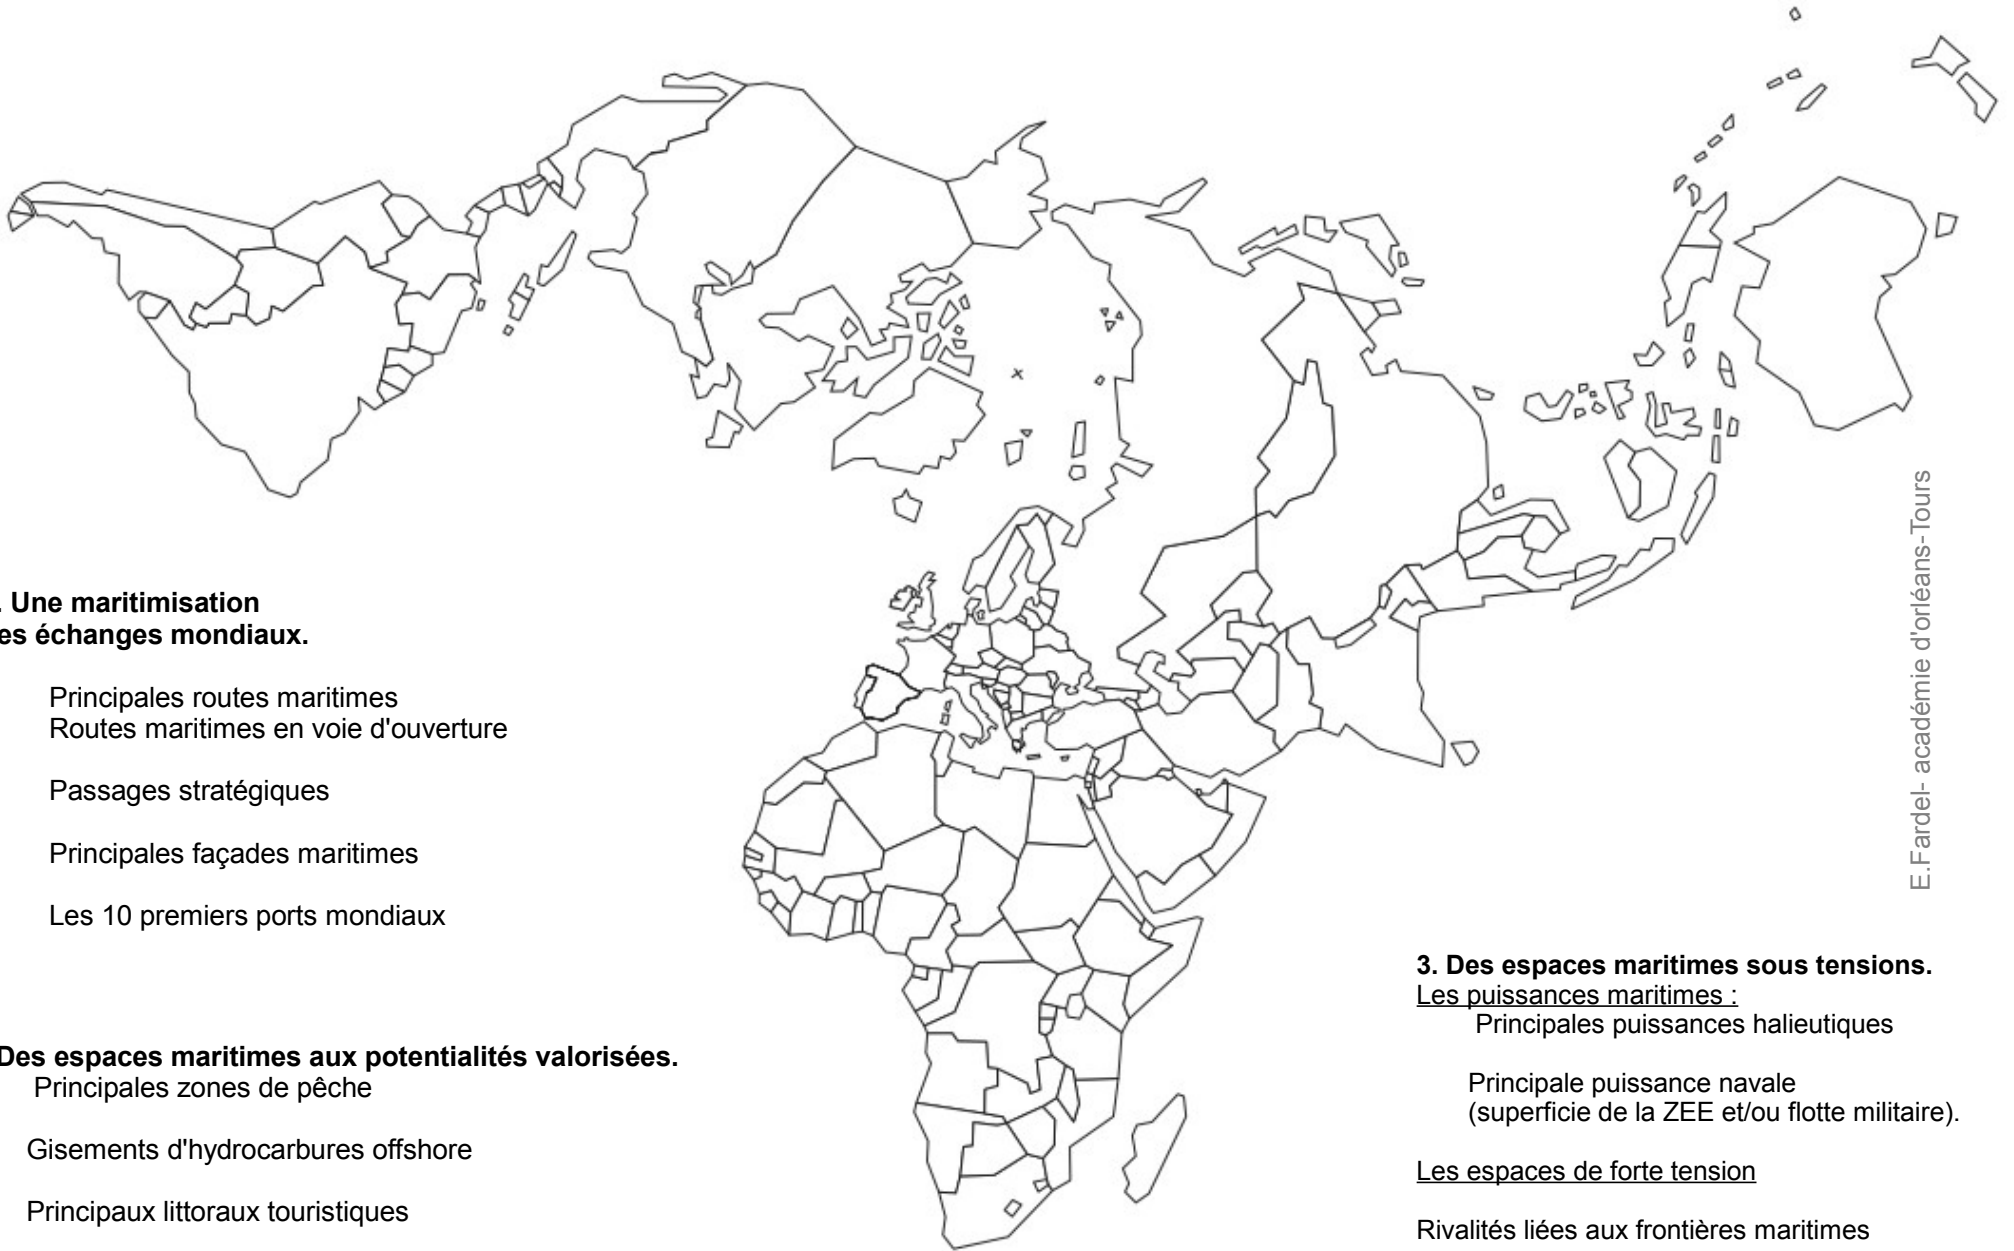 . Une maritimisation
es échanges mondiaux.
Principales routes maritimes
Routes maritimes en voie d'ouverture
Passages stratégiques
Principales façades maritimes
Les 10 premiers ports mondiaux
Des espaces maritimes aux potentialités valorisées.
Principales zones de pêche
Gisements d'hydrocarbures offshore
Principaux littoraux touristiques
E.Fardel- académie d'orléans-Tours
3. Des espaces maritimes sous tensions.
Les puissances maritimes :
Principales puissances halieutiques
Principale puissance navale
(superficie de la ZEE et/ou flotte militaire).
Les espaces de forte tension
Rivalités liées aux frontières maritimes